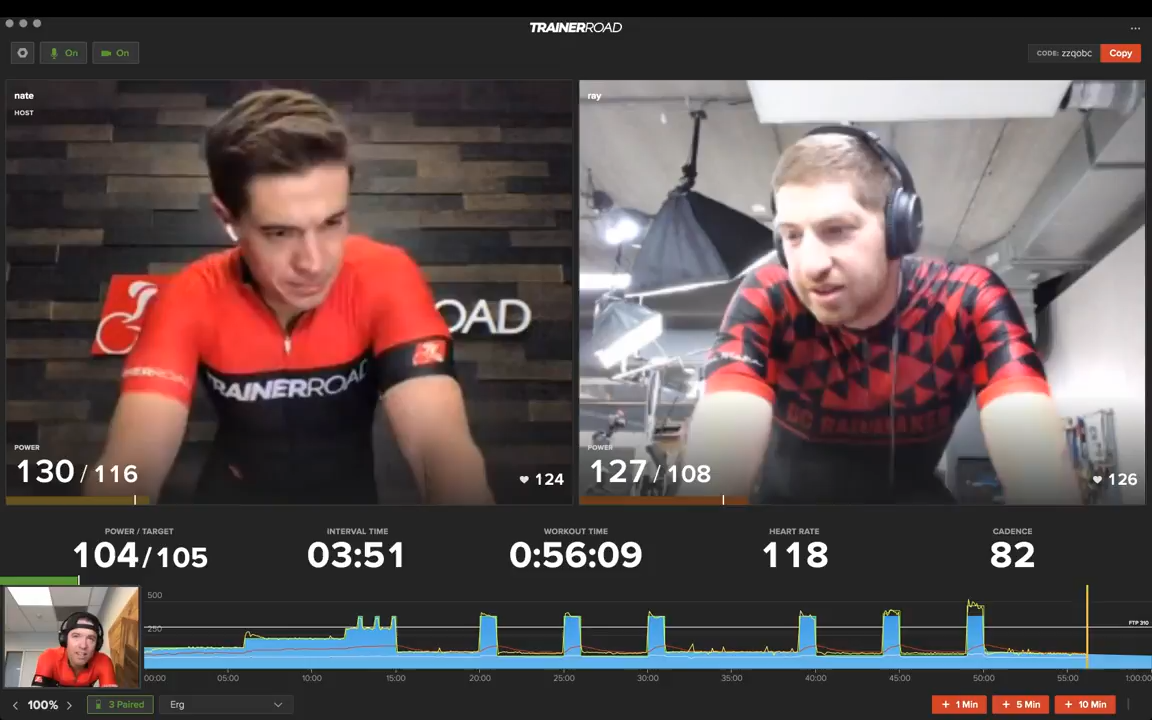 TRAINERROAD
On
On
CODE: zzqobc
Copy
nate
HOST
ray
OAD
TRAINERROAD
DC RAINMAKER
POWER
130 / 116
124
POWER
127 / 108
126
POWER / TARGET
104/105
INTERVAL TIME
03:51
WORKOUT TIME
0:56:09
HEART RATE
118
CADENCE
82
500
250
FTP 310
00:00
05:00
10:00
15:00
20:00
25:00
30:00
35:00
40:00
45:00
50:00
55:00
1:00:00
100%
3 Paired
Erg
+ 1 Min
+ 5 Min
+ 10 Min